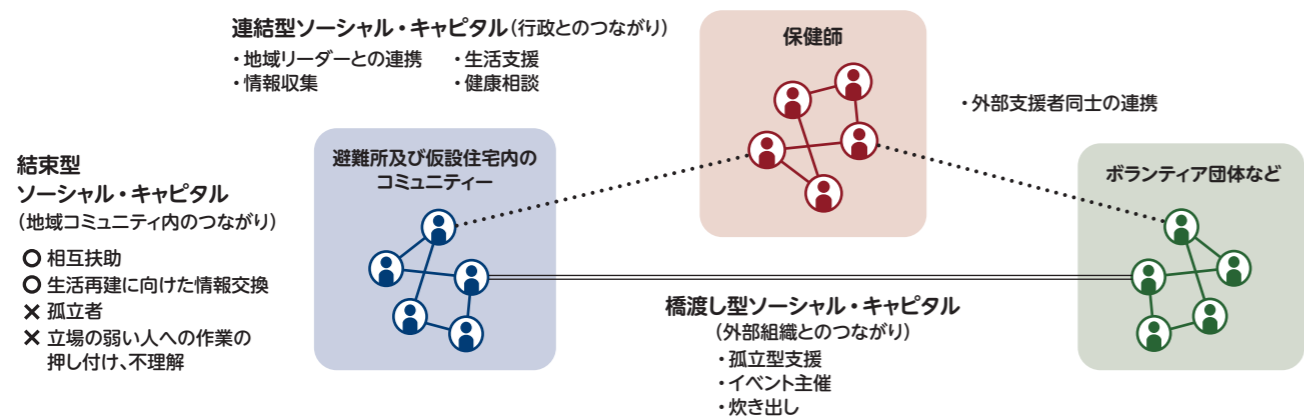 連結型ソーシャル・キャピタル(行政とのつながり)
・地域リーダーとの連携 ・生活支援
・情報収集 ・健康相談
保健師
・外部支援者同士の連携
結束型
ソーシャル・キャピタル
(地域コミュニティ内のつながり)
○ 相互扶助
○ 生活再建に向けた情報交換
× 孤立者
× 立場の弱い人への作業の
押し付け、不理解
避難所及び仮設住宅内の
コミュニティー
ボランティア団体など
橋渡し型ソーシャル・キャピタル
(外部組織とのつながり)
・孤立型支援
・イベント主催
・炊き出し